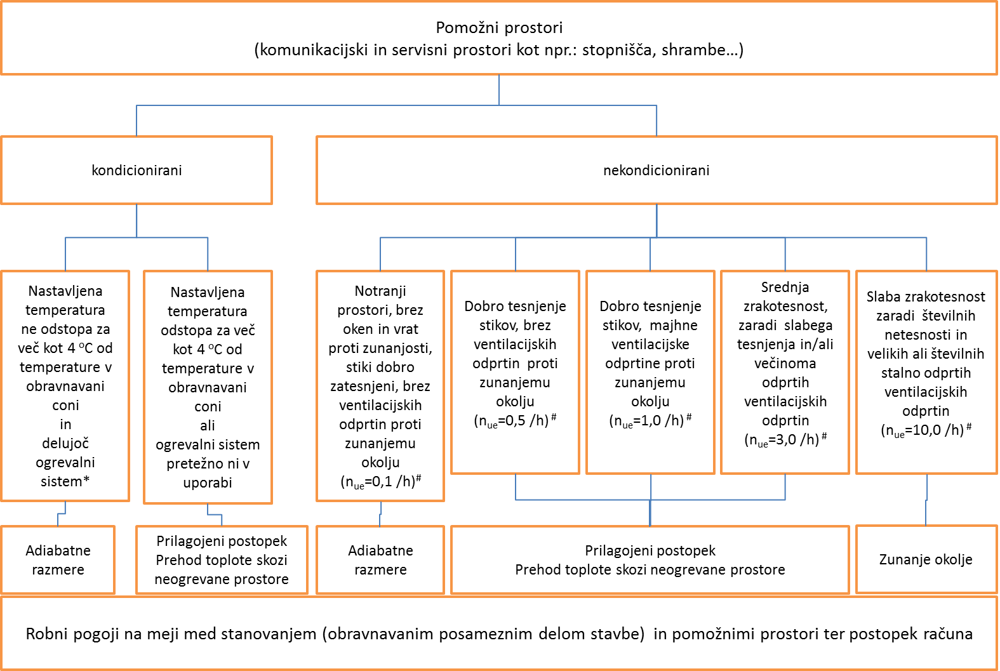 Pomožni prostori
(komunikacijski in servisni prostori kot npr.: stopnišča, shrambe...)
kondicionirani
nekondicionirani
Nastavljena
temperatura
ne odstopa za
več kot 4 ºC od
temperature v
obravnavani
coni
in
delujoč
ogrevalni
sistem*
Nastavljena
temperatura
odstopa za več
kot 4 ºC od
temperature v
obravnavani
coni
ali
ogrevalni sistem
pretežno ni v
uporabi
Notranji
prostori, brez
oken in vrat
proti zunanjosti,
stiki dobro
zatesnjeni, brez
ventilacijskih
odprtin proti
zunanjemu
okolju
(nue=0,1 /h)#
Dobro tesnjenje
stikov, brez
ventilacijskih
odprtin proti
zunanjemu
okolju
(nue=0,5 /h) #
Dobro tesnjenje
stikov, majhne
ventilacijske
odprtine proti
zunanjemu
okolju
(nue=1,0 /h) #
Srednja
zrakotesnost,
zaradi slabega
tesnjenja in/ali
večinoma
odprtih
ventilacijskih
odprtin
(nue=3,0 /h) #
Slaba zrakotesnost
zaradi številnih
netesnosti in
velikih ali številnih
stalno odprtih
ventilacijskih
odprtin
(nue=10,0 /h) #
Adiabatne
razmere
Prilagojeni postopek
Prehod toplote skozi
neogrevane prostore
Adiabatne
razmere
Prilagojeni postopek
Prehod toplote skozi neogrevane prostore
Zunanje okolje
Robni pogoji na meji med stanovanjem (obravnavanim posameznim delom stavbe) in pomožnimi prostori ter postopek računa